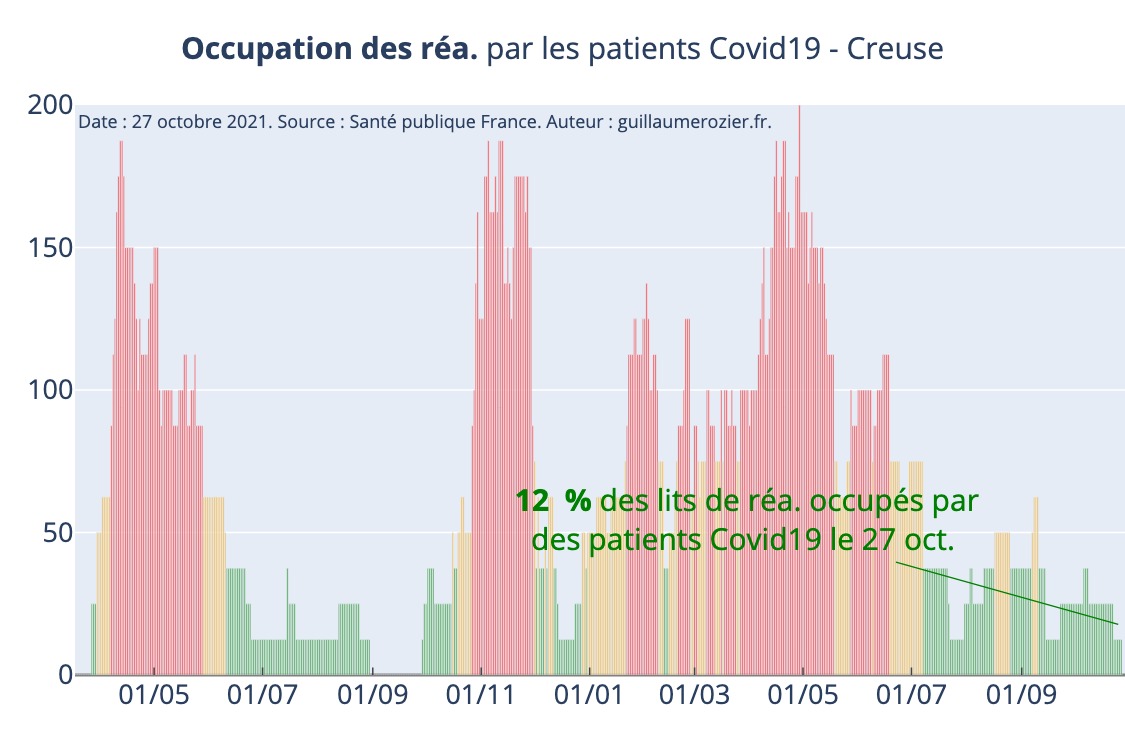 Occupation des réa. par les patients Covid19 - Creuse
200
Date : 27 octobre 2021. Source : Santé publique France. Auteur : guillaumerozier.fr.
150
100
12 % des lits de réa. occupés par
des patients Covid19 le 27 oct.
50
0
01/05 01/07 01/09 01/11 01/01 01/03 01/05 01/07 01/09